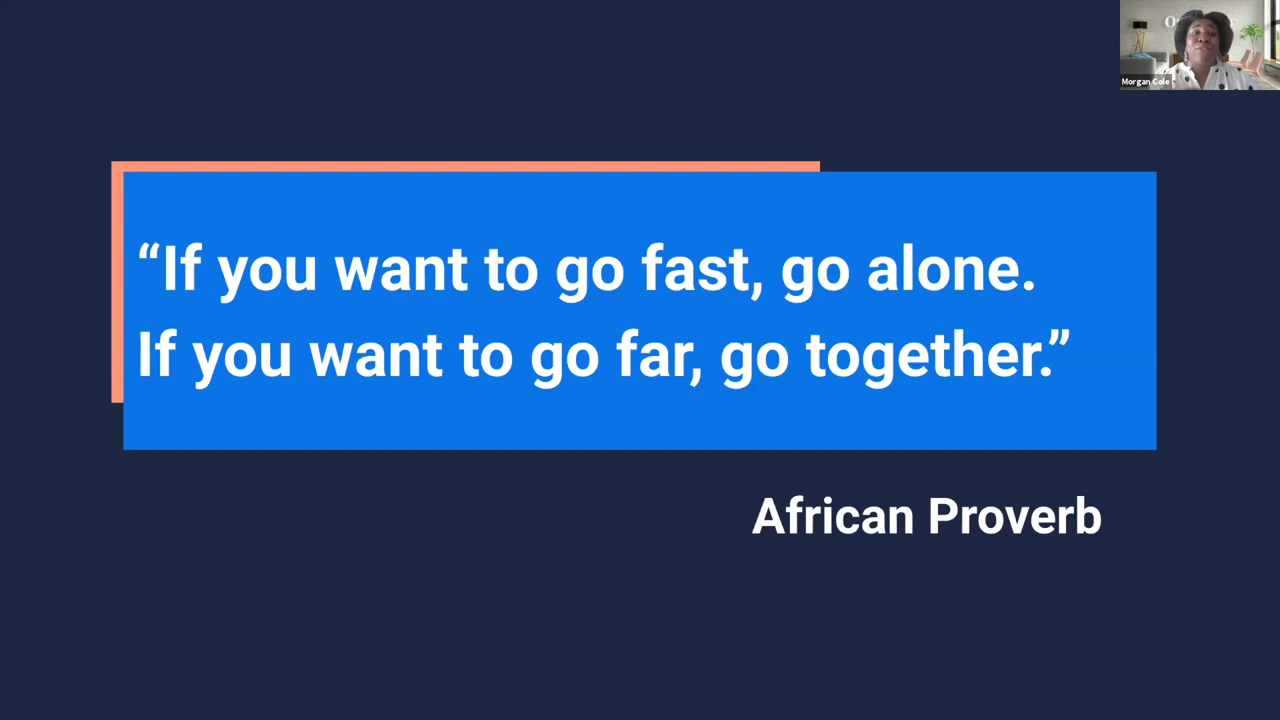 “If you want to go fast, go alone.
If you want to go far, go together.”
African Proverb
Morgan Cole